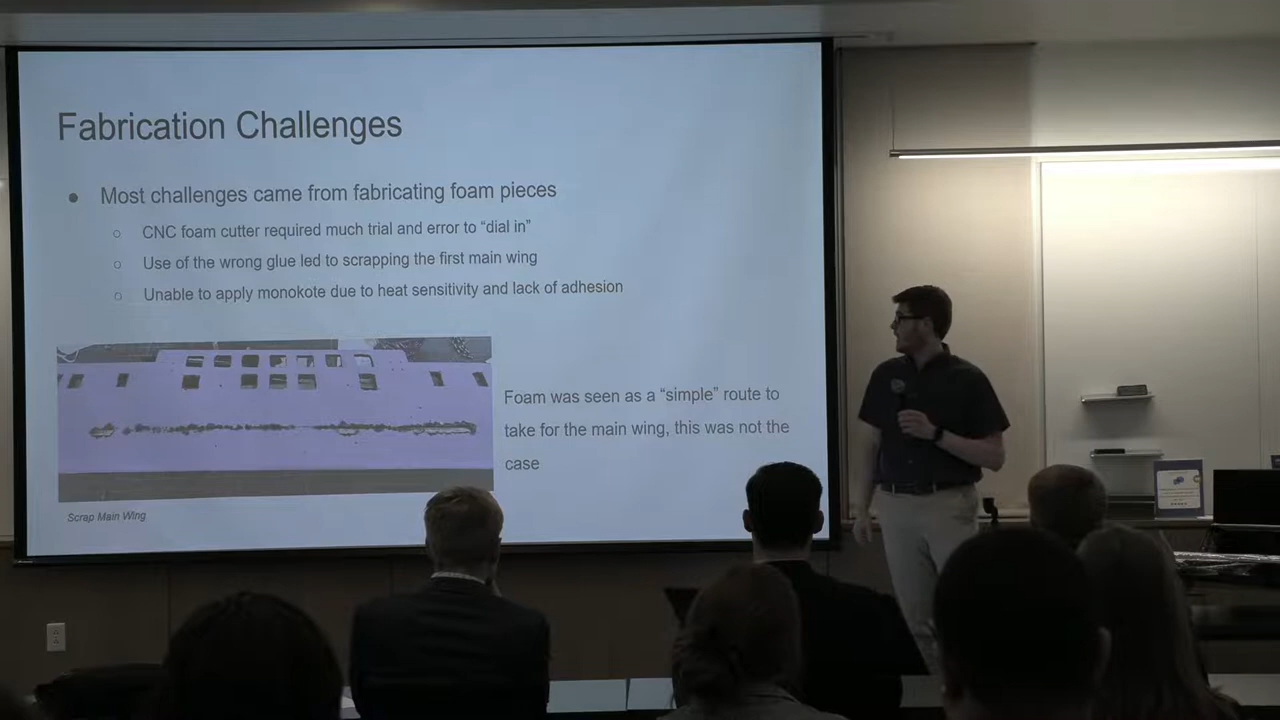 Fabrication Challenges
● Most challenges came from fabricating foam pieces
○ CNC foam cutter required much trial and error to “dial in”
○ Use of the wrong glue led to scrapping the first main wing
○ Unable to apply monokote due to heat sensitivity and lack of adhesion
Foam was seen as a “simple” route to
take for the main wing, this was not the
case
Scrap Main Wing